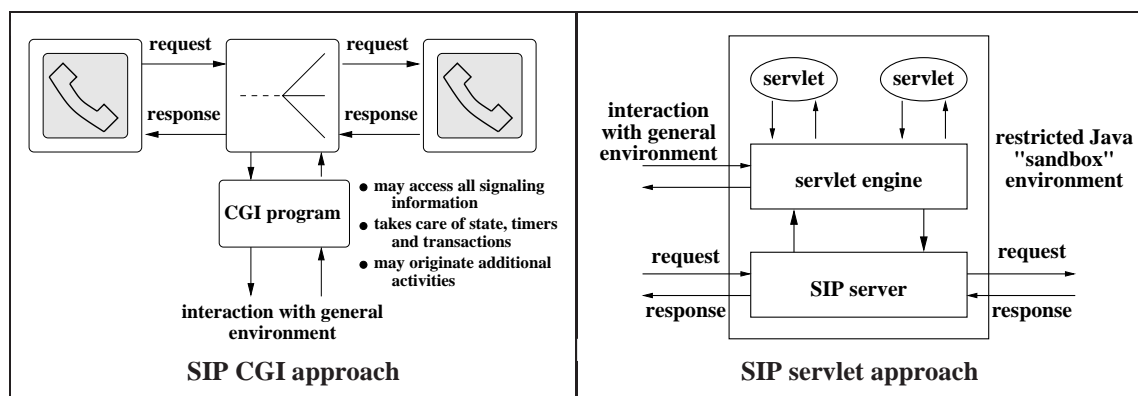 request
request
response
response
CGI program
● may access all signaling
information
● takes care of state, timers
and transactions
● may originate additional
activities
interaction with general
environment
SIP CGI approach
servlet
servlet
interaction
with general
environment
restricted Java
"sandbox"
environment
servlet engine
request
request
SIP server
response
response
SIP servlet approach